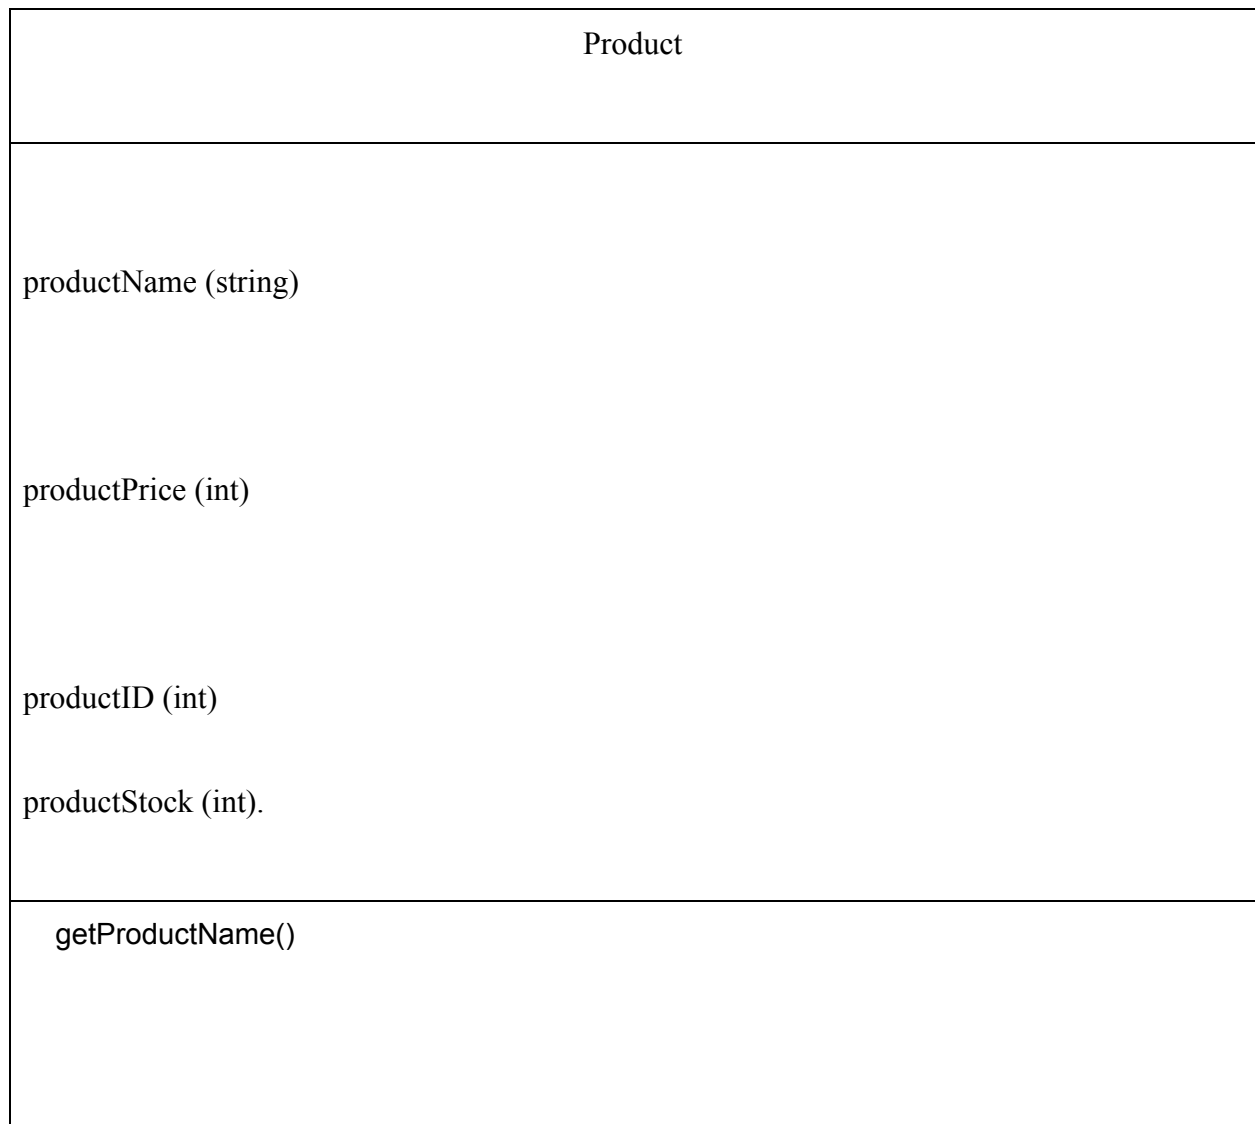 Product
productName (string)
productPrice (int)
productID (int)
productStock (int).
getProductName()